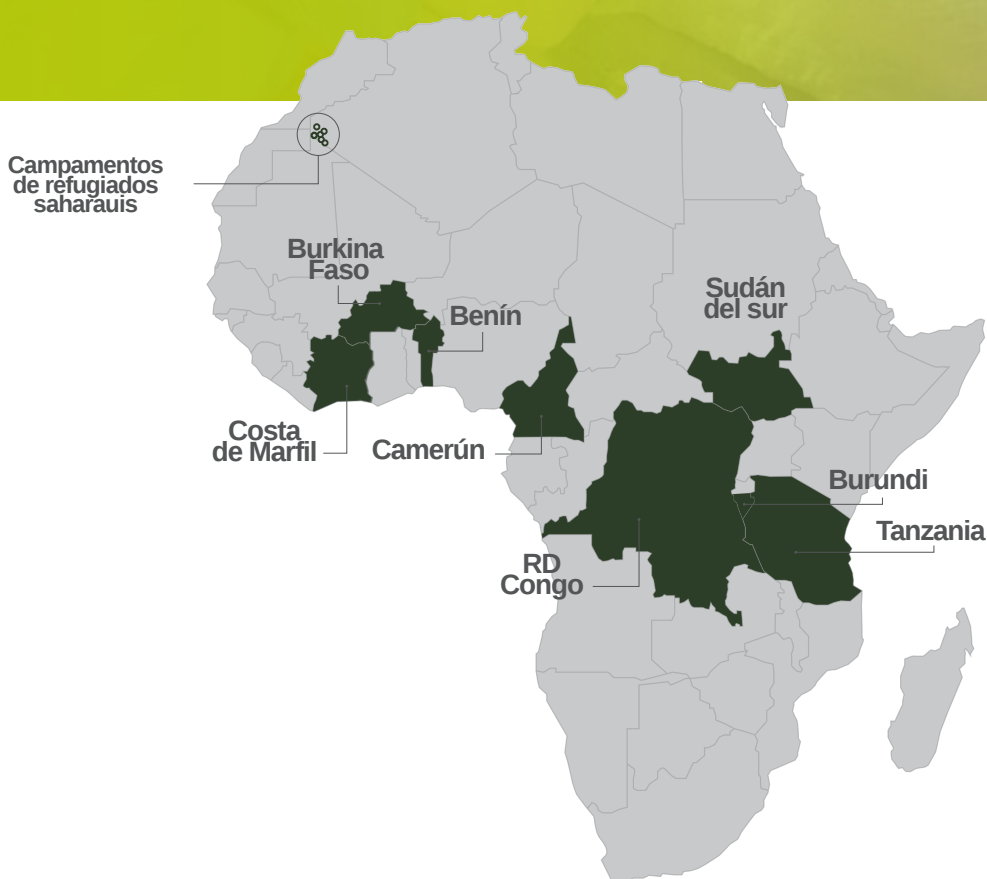 Campamentos
de refugiados
saharauis
Burkina
Faso
Benín
Sudán
del sur
Costa
de Marfil
Camerún
Burundi
Tanzania
RD
Congo